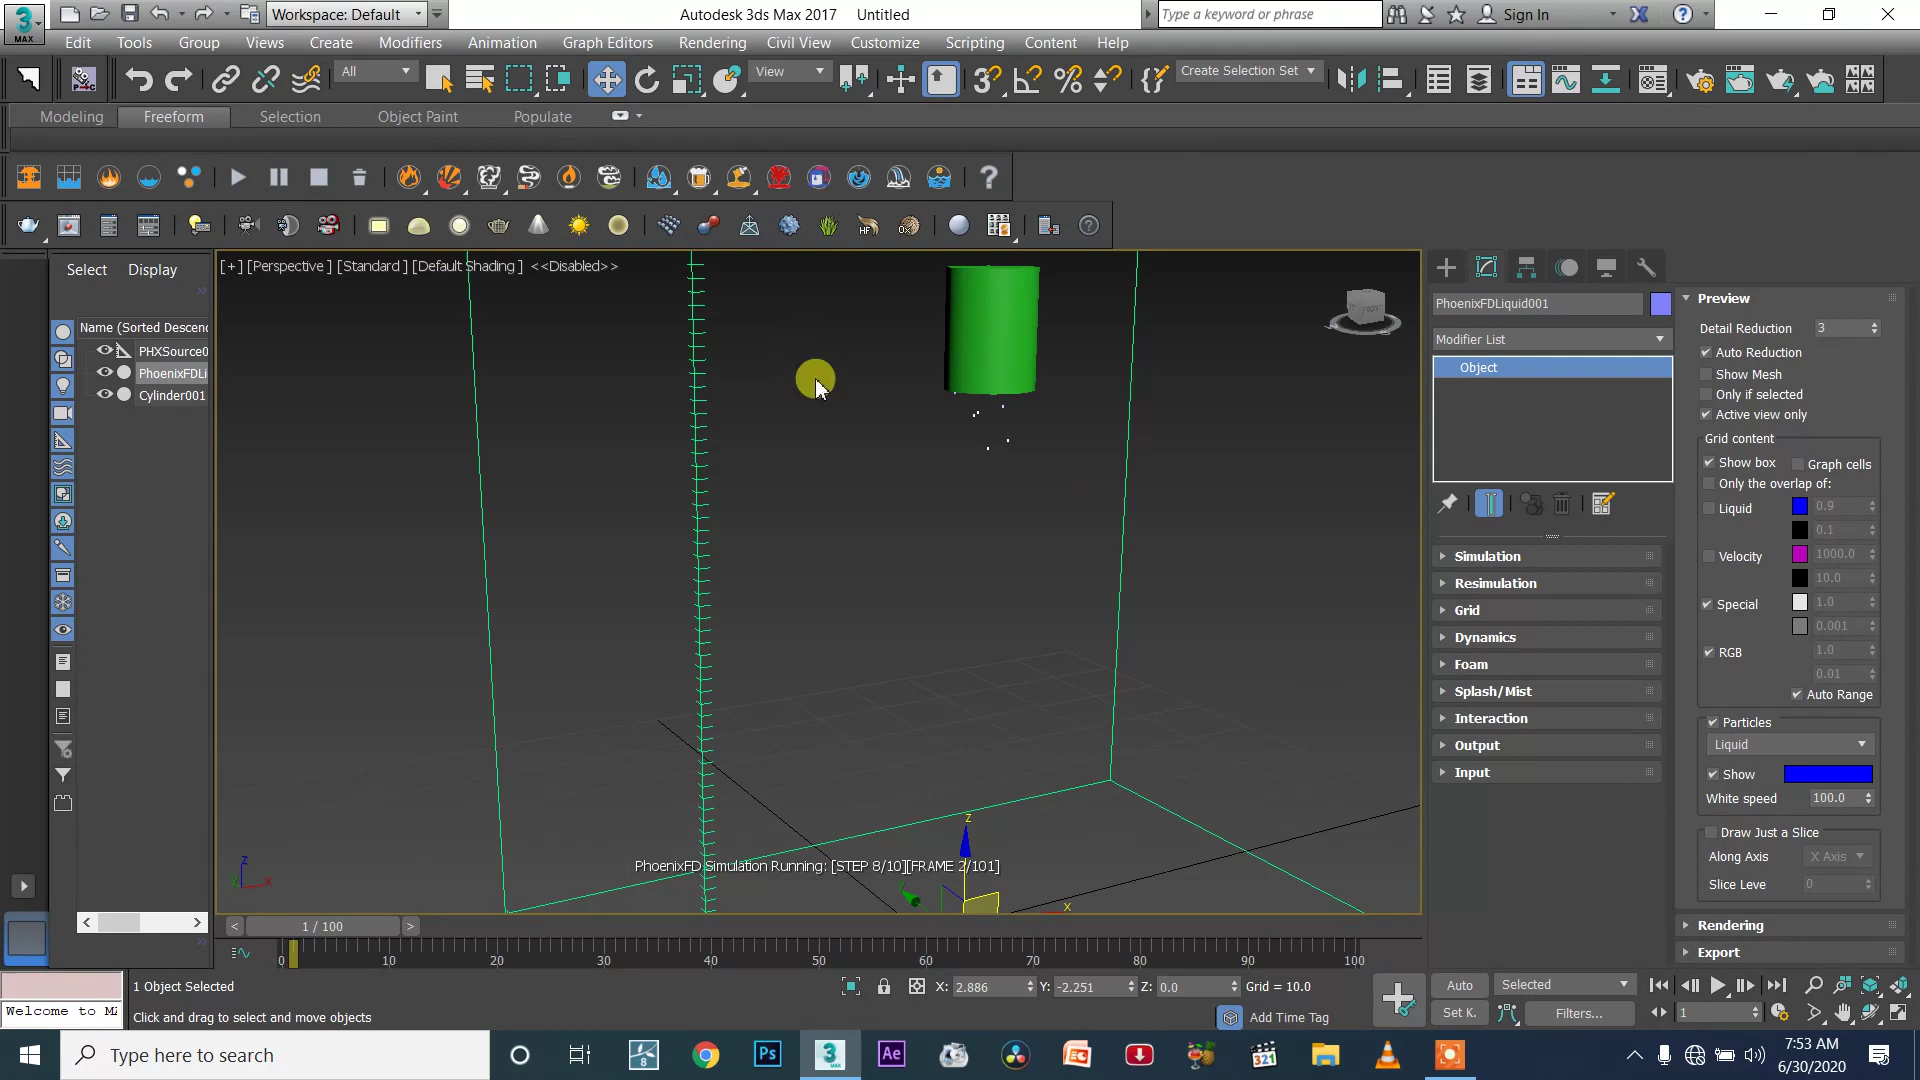 3 MAX
Workspace: Default
Autodesk 3ds Max 2017 Untitled
Type a keyword or phrase
Sign In
Edit Tools Group Views Create Modifiers Animation Graph Editors Rendering Civil View Customize Scripting Content Help
All
View
Create Selection Set
Modeling Freeform Selection Object Paint Populate
Select Display
Name (Sorted Descend
PHXSource0
PhoenixFDLi
Cylinder001
[+] [Perspective ] [Standard ] [Default Shading ] <<Disabled>>
PhoenixFD Simulation Running: [STEP 8/10][FRAME 2/101]
PhoenixFDLiquid001
Modifier List
Object
Simulation
Resimulation
Grid
Dynamics
Foam
Splash/Mist
Interaction
Output
Input
Preview
Detail Reduction 3
Auto Reduction
Show Mesh
Only if selected
Active view only
Grid content
Show box Graph cells
Only the overlap of:
Liquid 0.9
0.1
Velocity 1000.0
10.0
Special 1.0
0.001
RGB 1.0
0.01
Auto Range
Particles
Liquid
Show
White speed 100.0
Draw Just a Slice
Along Axis X Axis
Slice Leve 0
Rendering
Export
< 1 / 100 >
0 10 20 30 40 50 60 70 80 90 100
1 Object Selected
X: 2.886 Y: -2.251 Z: 0.0 Grid = 10.0
Auto Selected
Welcome to MA
Click and drag to select and move objects
Add Time Tag
Set K. Filters... 1
Type here to search
7:53 AM
6/30/2020